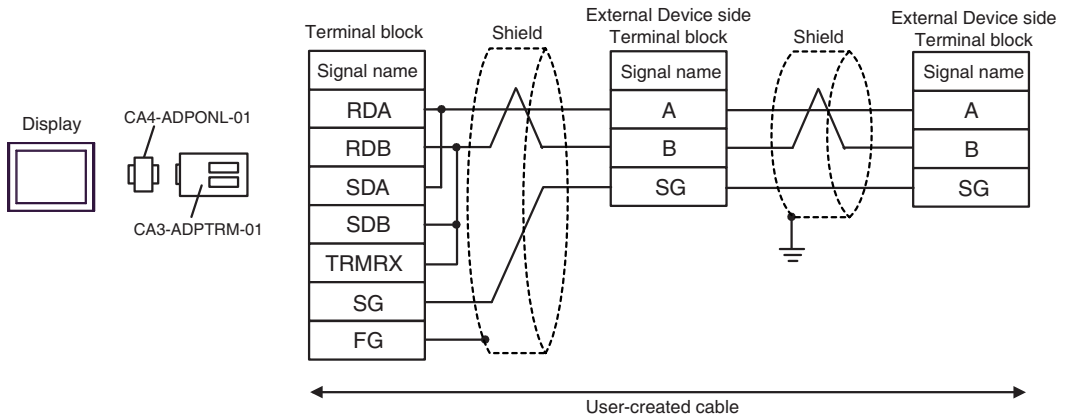 Display
CA4-ADPONL-01
CA3-ADPTRM-01
Terminal block
Signal name
RDA
RDB
SDA
SDB
TRMRX
SG
FG
Shield
External Device side
Terminal block
Signal name
A
B
SG
Shield
External Device side
Terminal block
Signal name
A
B
SG
User-created cable